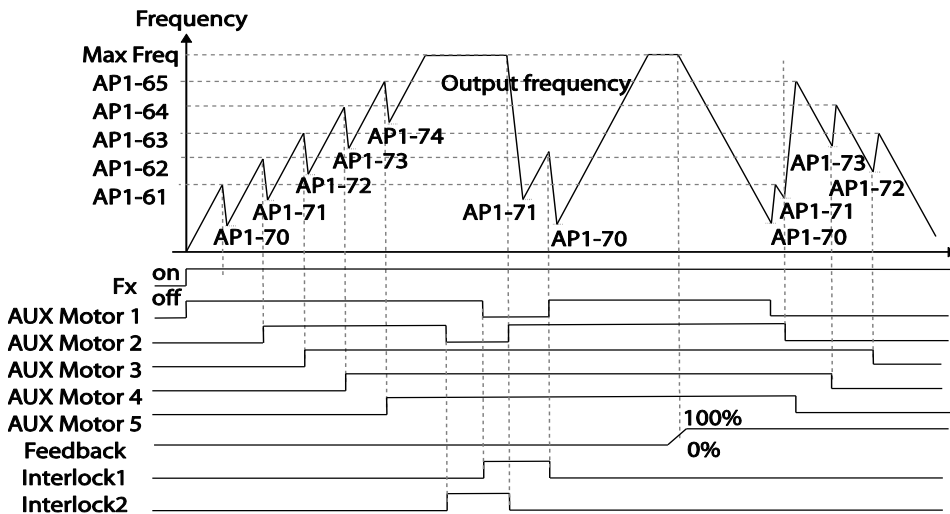 Frequency
Max Freq
Output frequency
AP1-65
AP1-64
AP1-74
AP1-63
AP1-73
AP1-73
AP1-62
AP1-72
AP1-72
AP1-61
AP1-71
AP1-71
AP1-71
AP1-70
AP1-70
AP1-70
on
Fx
off
AUX Motor 1
AUX Motor 2
AUX Motor 3
AUX Motor 4
AUX Motor 5
100%
Feedback
0%
Interlock1
Interlock2